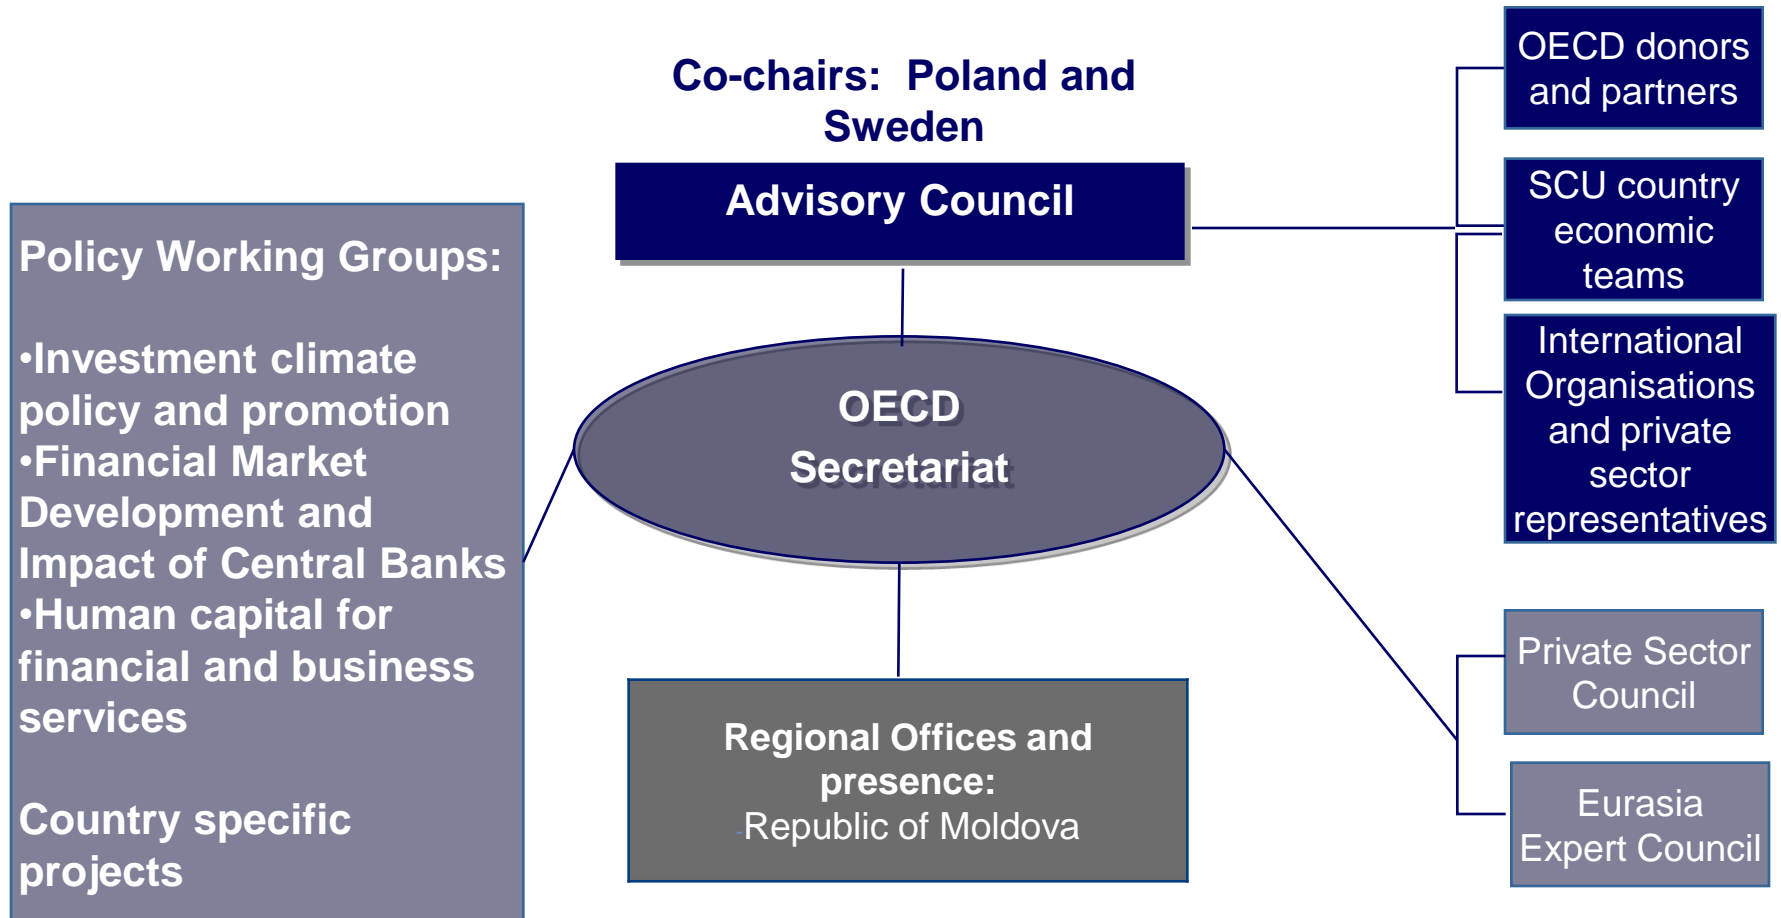 Co-chairs: Poland and
Sweden
Advisory Council
OECD donors
and partners
SCU country
economic
teams
International
Organisations
and private
sector
representatives
Policy Working Groups:
•Investment climate
policy and promotion
•Financial Market
Development and
Impact of Central Banks
•Human capital for
financial and business
services
Country specific
projects
OECD
Secretariat
Regional Offices and
presence:
-Republic of Moldova
Private Sector
Council
Eurasia
Expert Council